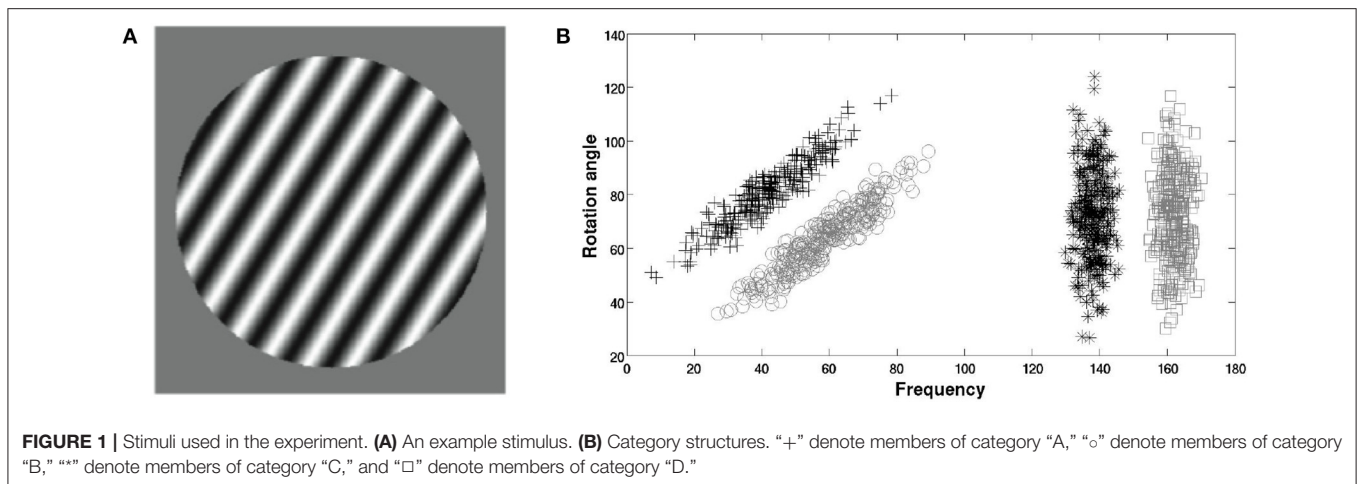 A
B
140
120
100
80
60
40
20
Rotation angle
0 20 40 60 80 100 120 140 160 180
Frequency
FIGURE 1 | Stimuli used in the experiment. (A) An example stimulus. (B) Category structures. “+” denote members of category “A,” “○” denote members of category
“B,” “*” denote members of category “C,” and “□” denote members of category “D.”